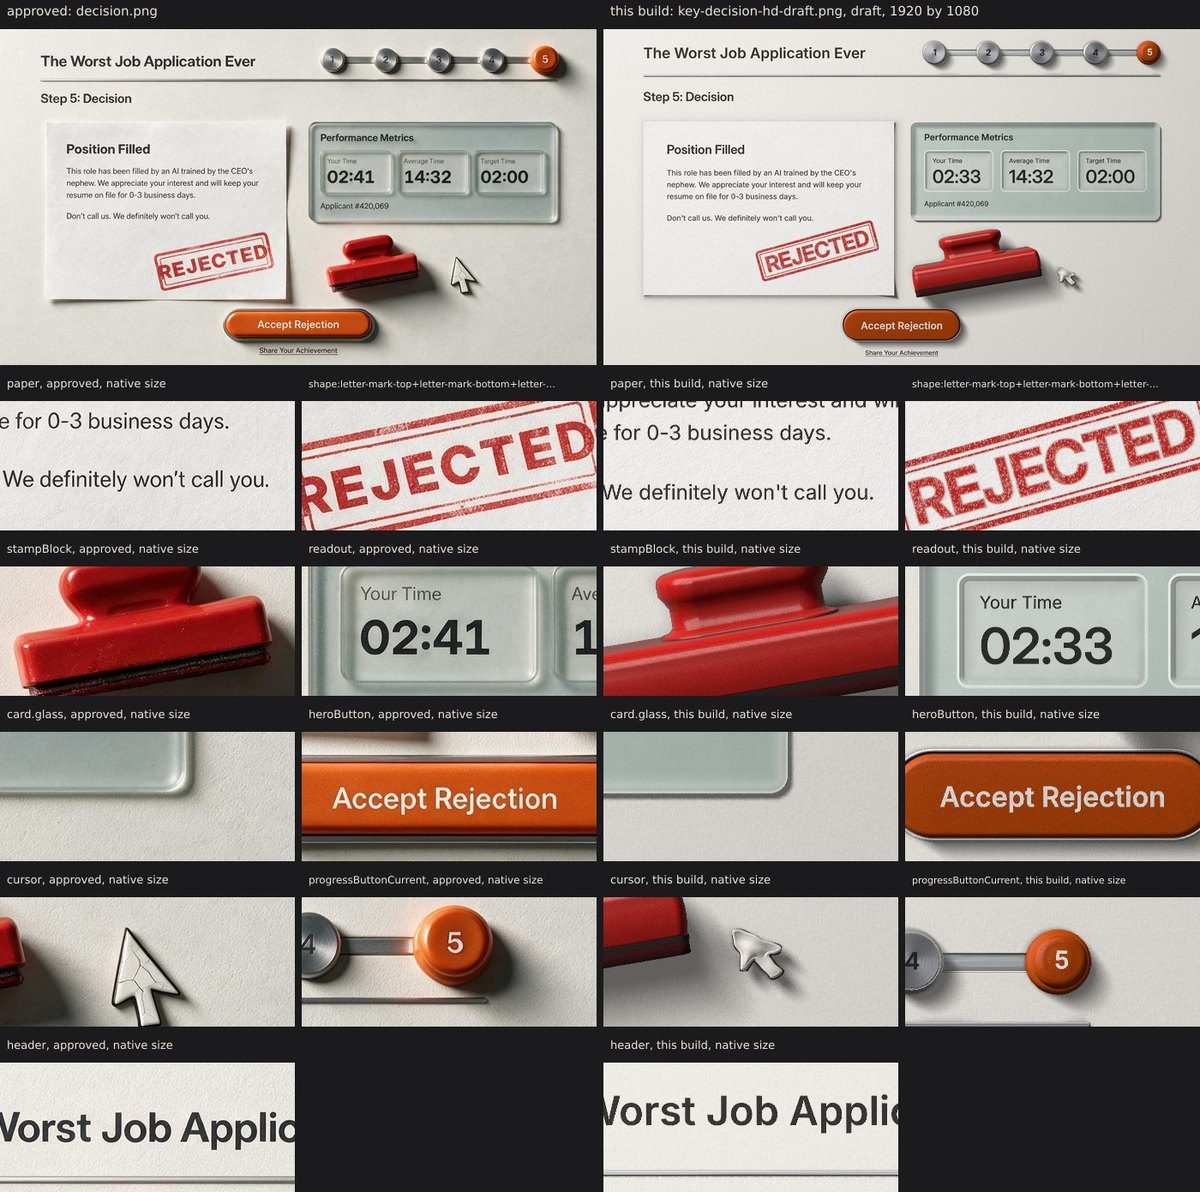 approved: decision.png
The Worst Job Application Ever
1 2 3 4 5
Step 5: Decision
Position Filled
This role has been filled by an AI trained by the CEO's
nephew. We appreciate your interest and will keep your
resume on file for 0-3 business days.
Don't call us. We definitely won't call you.
REJECTED
Performance Metrics
Your Time Average Time Target Time
02:41 14:32 02:00
Applicant #420,069
Accept Rejection
Share Your Achievement
this build: key-decision-hd-draft.png, draft, 1920 by 1080
The Worst Job Application Ever
1 2 3 4 5
Step 5: Decision
Position Filled
This role has been filled by an AI trained by the CEO's
nephew. We appreciate your interest and will keep your
resume on file for 0-3 business days.
Don't call us. We definitely won't call you.
REJECTED
Performance Metrics
Your Time Average Time Target Time
02:33 14:32 02:00
Applicant #420,069
Accept Rejection
Share Your Achievement
paper, approved, native size
e for 0-3 business days.
We definitely won’t call you.
shape:letter-mark-top+letter-mark-bottom+letter-...
REJECTED
paper, this build, native size
appreciate your interest and wi
e for 0-3 business days.
We definitely won't call you.
shape:letter-mark-top+letter-mark-bottom+letter-...
REJECTED
stampBlock, approved, native size
readout, approved, native size
Your Time Ave
02:41 1
stampBlock, this build, native size
readout, this build, native size
Your Time A
02:33
card.glass, approved, native size
heroButton, approved, native size
Accept Rejection
card.glass, this build, native size
heroButton, this build, native size
Accept Rejection
cursor, approved, native size
progressButtonCurrent, approved, native size
4 5
cursor, this build, native size
progressButtonCurrent, this build, native size
4 5
header, approved, native size
Worst Job Applic
header, this build, native size
Worst Job Applic